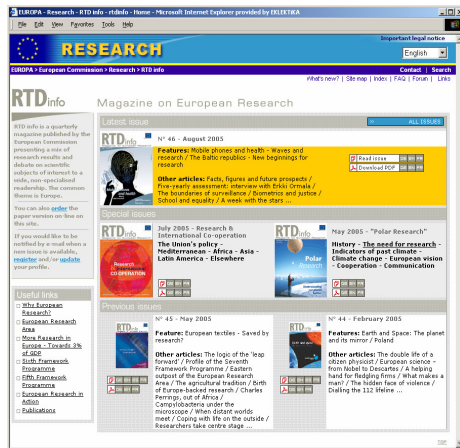 EUROPA - Research - RTD info - rtdinfo - Home - Microsoft Internet Explorer provided by EKLEKTIKA
File Edit View Favorites Tools Help
Important legal notice
RESEARCH
English
EUROPA > European Commission > Research > RTD info
Contact | Search
What's new? | Site map | Index | FAQ | Forum | Links
RTDinfo
Magazine on European Research
RTD info is a quarterly
magazine published by the
European Commission
presenting a mix of
research results and
debate on scientific
subjects of interest to a
wide, non-specialised
readership. The common
theme is Europe.
You can also order the
paper version on-line on
this site.
If you would like to be
notified by e-mail when a
new issue is available,
register and/or update
your profile.
Useful links
Why European
Research?
European Research
Area
More Research in
Europe - Towards 3%
of GDP
Sixth Framework
Programme
Fifth Framework
Programme
European Research in
Action
Publications
Latest issue
ALL ISSUES
RTDinfo
N° 46 - August 2005
Features: Mobile phones and health - Waves and
research / The Baltic republics - New beginnings for
research
Other articles: Facts, figures and future prospects /
Five-yearly assessment: interview with Erkki Ormala /
The boundaries of surveillance / Biometrics and justice /
School and equality / A week with the stars ...
Read issue
Download PDF
Special issues
RTDinfo
International
CO-OPERATION
July 2005 - Research &
International Co-operation
The Union's policy -
Mediterranean - Africa - Asia -
Latin America - Elsewhere
RTDinfo
Polar
Research
May 2005 - "Polar Research"
History - The need for research -
Indicators of past climate -
Climate change - European vision
- Cooperation - Communication
Previous issues
RTDinfo
N° 45 - May 2005
Feature: European textiles - Saved by
research?
Other articles: The logic of the 'leap
forward' / Profile of the Seventh
Framework Programme / Eastern
outpost of the European Research
Area / The agricultural tradition / Birth
of Europe-backed research / Charles
Perrings, out of Africa /
Campylobacteria under the
microscope / When distant worlds
meet / Coping with life on the outside /
Researchers take centre stage ...
RTDinfo
N° 44 - February 2005
Features: Earth and Space: The planet
and its mirror / Poland
Other articles: The double life of a
citizen physicist / European science -
from Nobel to Descartes / A helping
hand for fledgling firms / What makes a
man? / The hidden face of violence /
Dialling the 112 lifeline ...